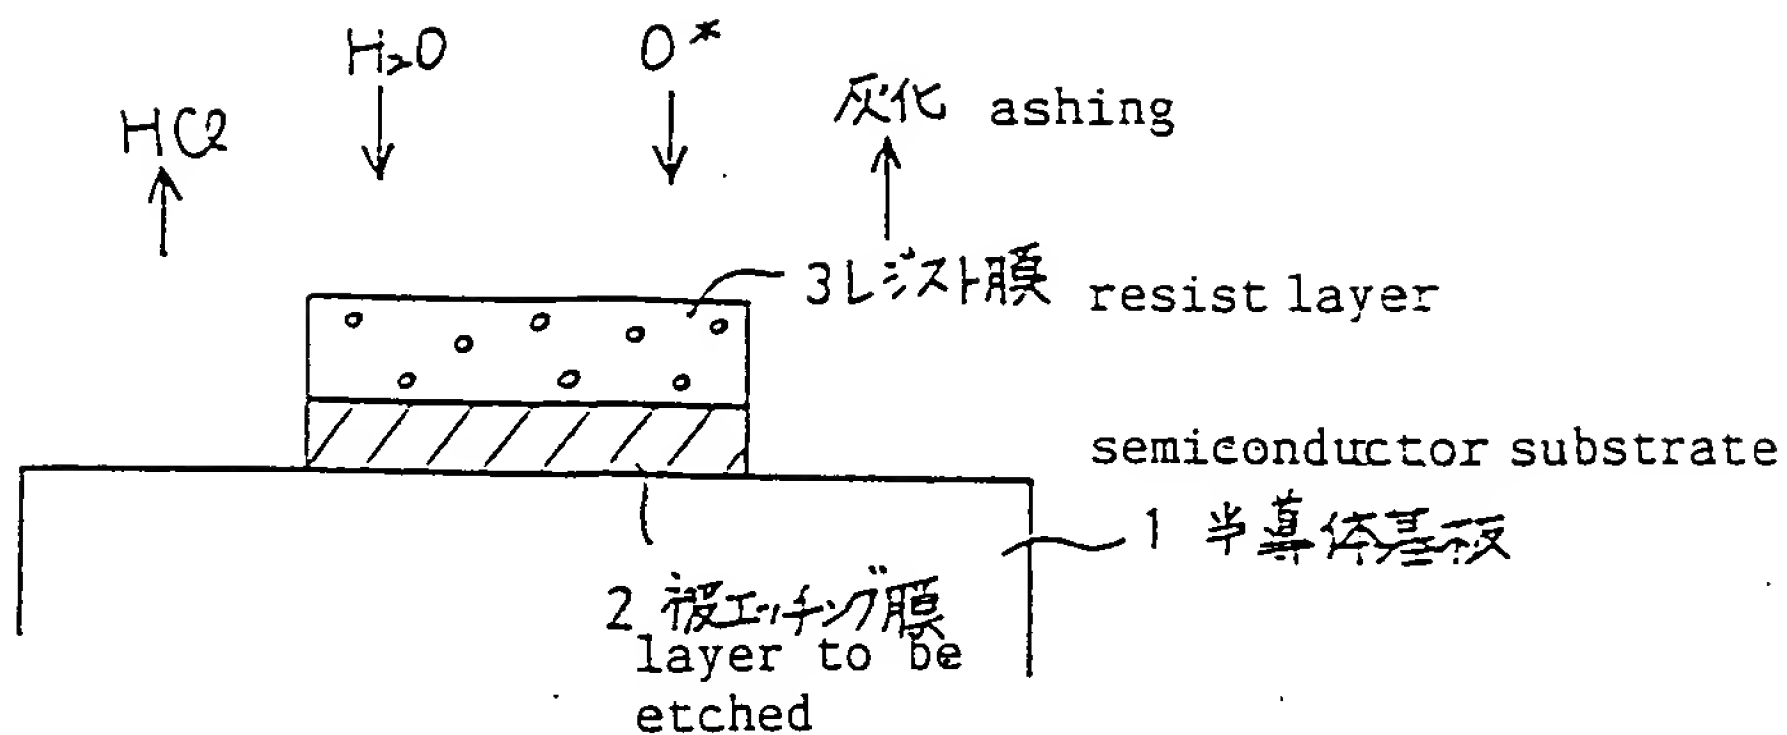 H₂O
O*
灰化 ashing
HCl
3 レジスト膜 resist layer
semiconductor substrate
1 半導体基板
2 被エッチング膜
layer to be
etched